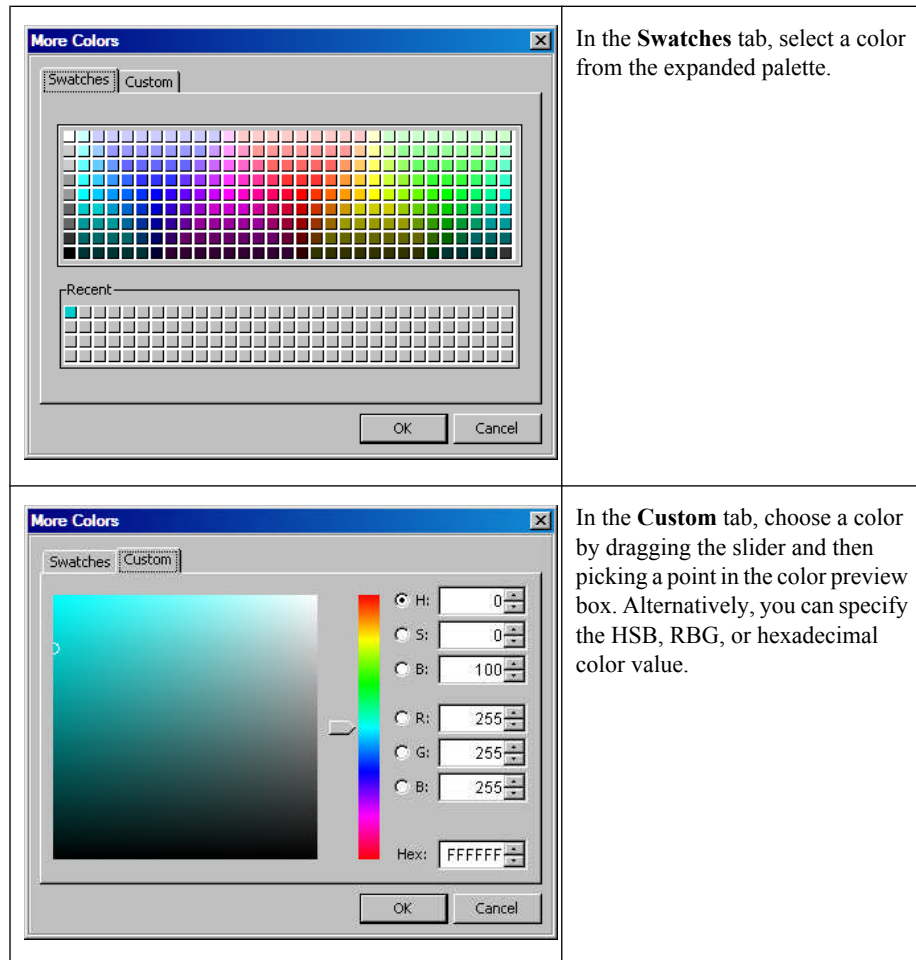 More Colors
Swatches Custom
Recent
OK Cancel
In the Swatches tab, select a color
from the expanded palette.
More Colors
Swatches Custom
H: 0
S: 0
B: 100
R: 255
G: 255
B: 255
Hex: FFFFFF
OK Cancel
In the Custom tab, choose a color
by dragging the slider and then
picking a point in the color preview
box. Alternatively, you can specify
the HSB, RBG, or hexadecimal
color value.